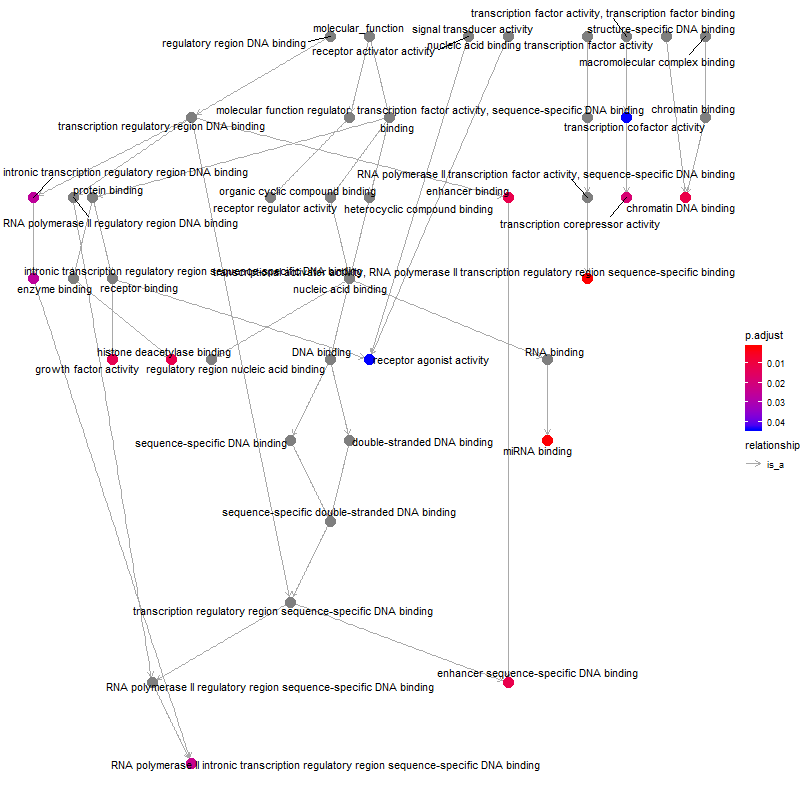 transcription factor activity, transcription factor binding
molecular_function
signal transducer activity
structure-specific DNA binding
regulatory region DNA binding
receptor activator activity
nucleic acid binding transcription factor activity
macromolecular complex binding
molecular function regulator
transcription factor activity, sequence-specific DNA binding
chromatin binding
transcription regulatory region DNA binding
binding
transcription cofactor activity
intronic transcription regulatory region DNA binding
RNA polymerase II transcription factor activity, sequence-specific DNA binding
protein binding
organic cyclic compound binding
enhancer binding
receptor regulator activity
heterocyclic compound binding
chromatin DNA binding
RNA polymerase II regulatory region DNA binding
transcription corepressor activity
intronic transcription regulatory region sequence-specific DNA binding
transcriptional activator activity, RNA polymerase II transcription regulatory region sequence-specific binding
enzyme binding
receptor binding
nucleic acid binding
histone deacetylase binding
DNA binding
RNA binding
receptor agonist activity
growth factor activity
regulatory region nucleic acid binding
p.adjust
0.01
0.02
0.03
0.04
relationship
is_a
sequence-specific DNA binding
double-stranded DNA binding
miRNA binding
sequence-specific double-stranded DNA binding
transcription regulatory region sequence-specific DNA binding
enhancer sequence-specific DNA binding
RNA polymerase II regulatory region sequence-specific DNA binding
RNA polymerase II intronic transcription regulatory region sequence-specific DNA binding